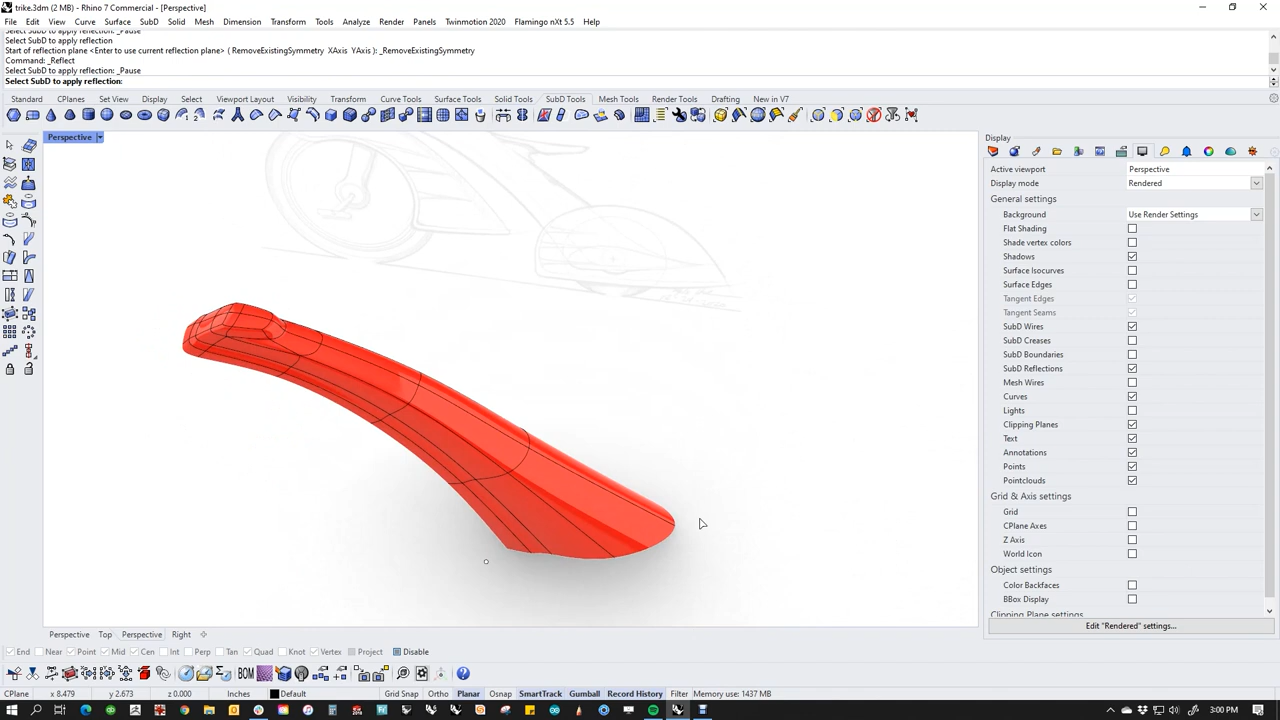 trike.3dm (2 MB) - Rhino 7 Commercial - [Perspective]
File Edit View Curve Surface SubD Solid Mesh Dimension Transform Tools Analyze Render Panels Twinmotion 2020 Flamingo nXt 5.5 Help
Select SubD to apply reflection: _Pause
Select SubD to apply reflection
Start of reflection plane <Enter to use current reflection plane> ( RemoveExistingSymmetry XAxis YAxis ): _RemoveExistingSymmetry
Command: _Reflect
Select SubD to apply reflection: _Pause
Select SubD to apply reflection:
Standard CPlanes Set View Display Select Viewport Layout Visibility Transform Curve Tools Surface Tools Solid Tools SubD Tools Mesh Tools Render Tools Drafting New in V7
Perspective
Display
Active viewport Perspective
Display mode Rendered
General settings
Background Use Render Settings
Flat Shading
Shade vertex colors
Shadows
Surface Isocurves
Surface Edges
Tangent Edges
Tangent Seams
SubD Wires
SubD Creases
SubD Boundaries
SubD Reflections
Mesh Wires
Curves
Lights
Clipping Planes
Text
Annotations
Points
Pointclouds
Grid & Axis settings
Grid
CPlane Axes
Z Axis
World Icon
Object settings
Color Backfaces
BBox Display
Clipping Plane settings
Edit "Rendered" settings...
Perspective Top Perspective Right
End Near Point Mid Cen Int Perp Tan Quad Knot Vertex Project Disable
BOM
CPlane x 8.479 y 2.673 z 0.000 Inches Default Grid Snap Ortho Planar Osnap SmartTrack Gumball Record History Filter Memory use: 1437 MB
3:00 PM